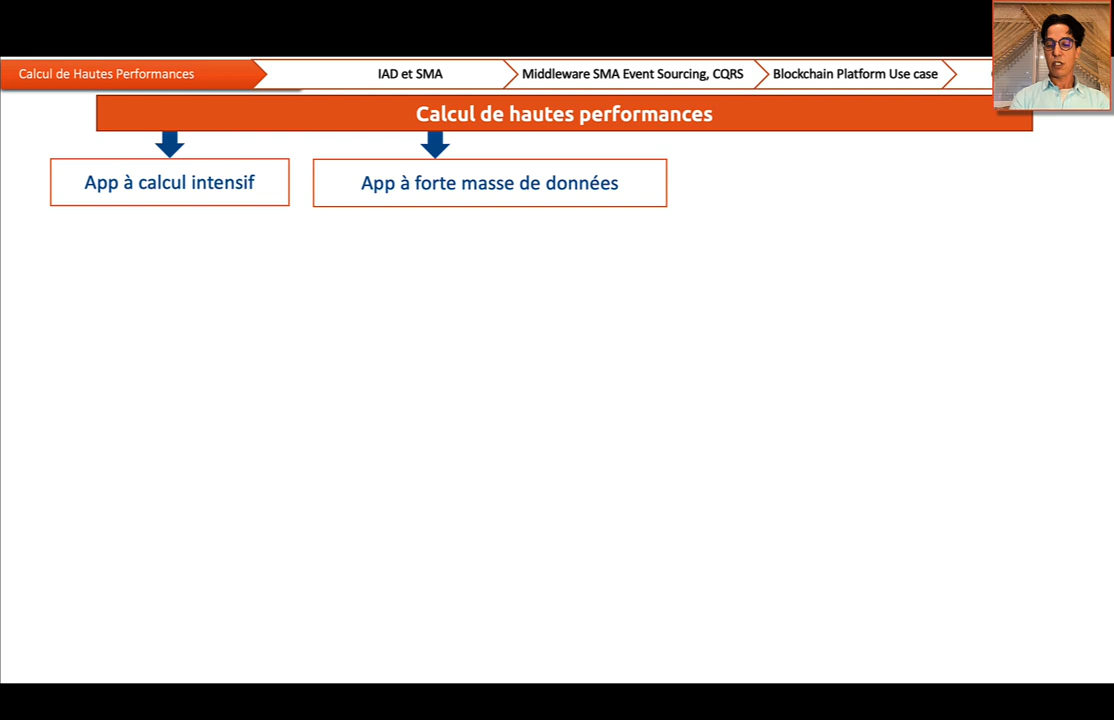 Calcul de Hautes Performances
IAD et SMA
Middleware SMA Event Sourcing, CQRS
Blockchain Platform Use case
Calcul de hautes performances
App à calcul intensif
App à forte masse de données